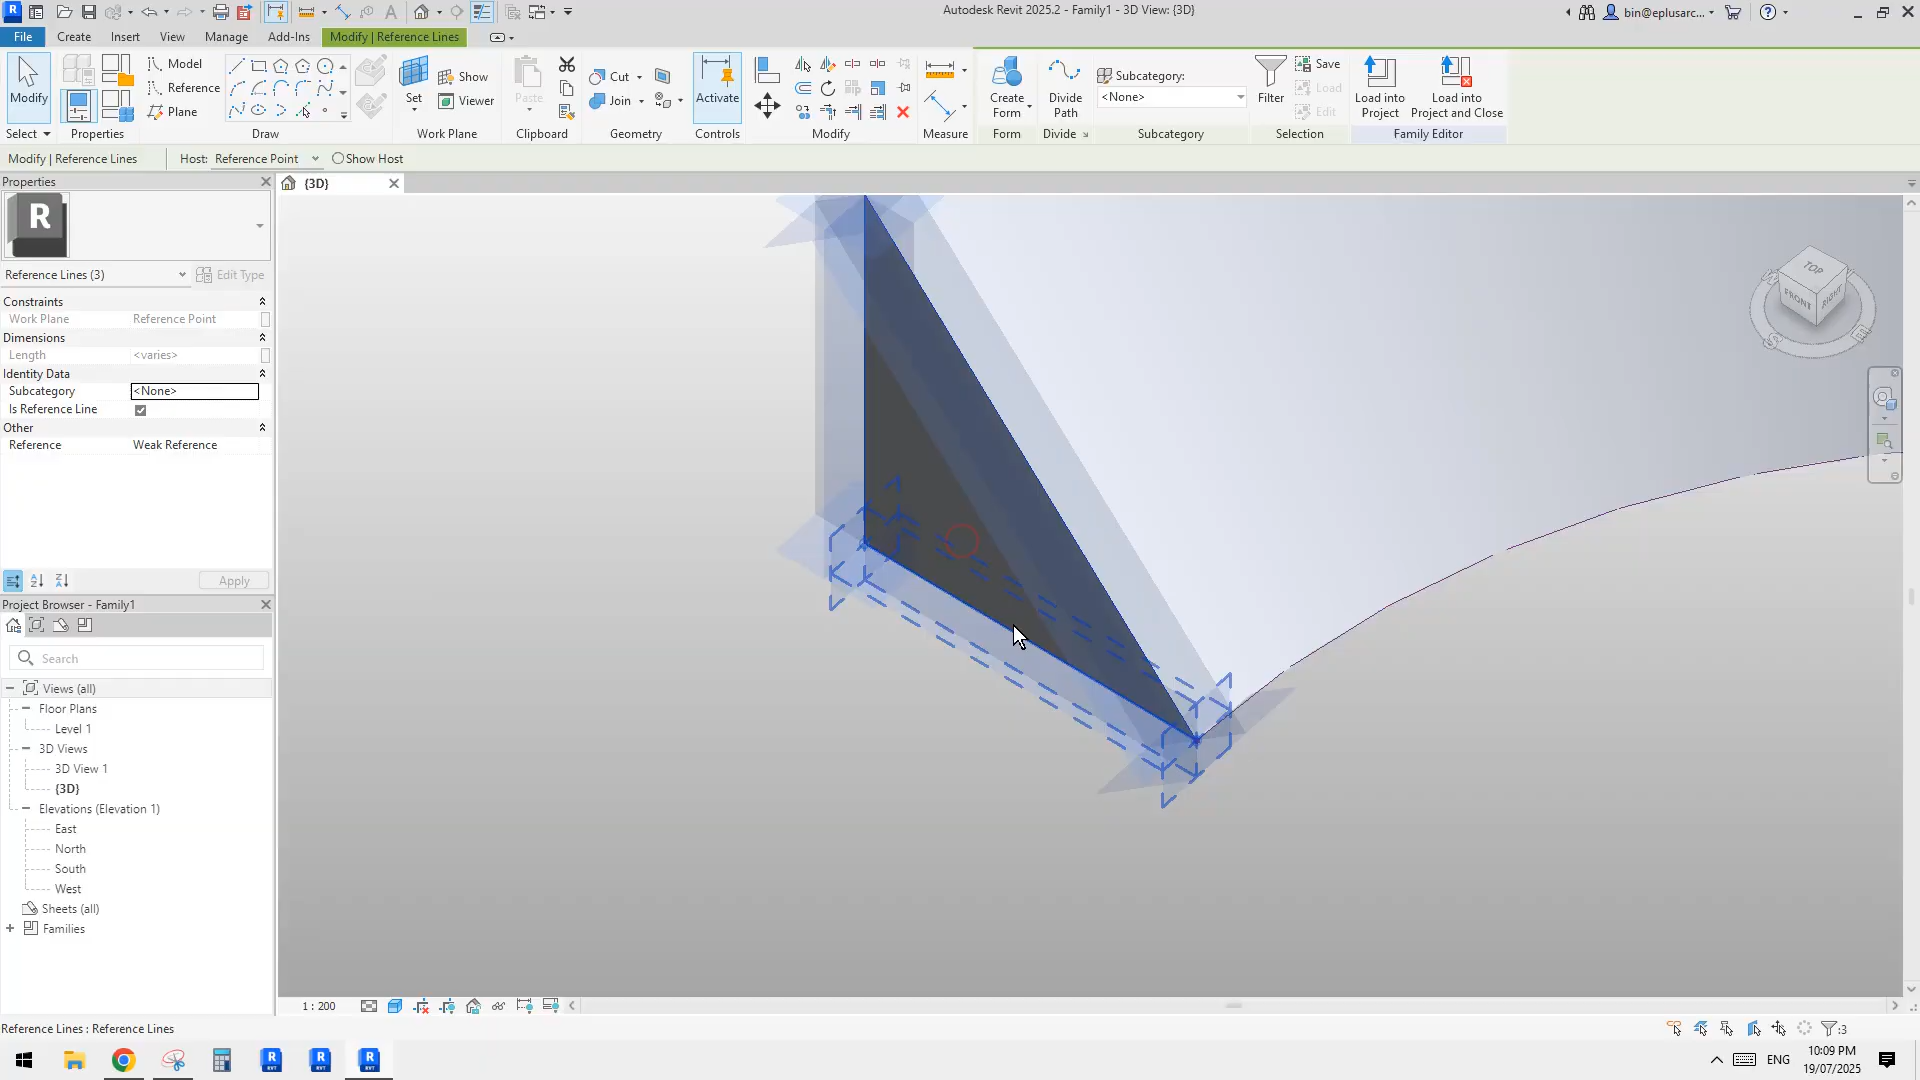 Autodesk Revit 2025.2 - Family1 - 3D View: {3D}
bin@eplusarc...
File Create Insert View Manage Add-Ins Modify | Reference Lines
Modify
Select
Properties
Model
Reference
Plane
Draw
Set
Show
Viewer
Work Plane
Paste
Clipboard
Cut
Join
Geometry
Activate
Controls
Modify
Measure
Create
Form
Form
Divide
Path
Divide
Subcategory:
<None>
Subcategory
Filter
Save
Load
Edit
Selection
Load into
Project
Load into
Project and Close
Family Editor
Modify | Reference Lines Host: Reference Point Show Host
Properties
{3D}
R
Reference Lines (3) Edit Type
Constraints
Work Plane Reference Point
Dimensions
Length <varies>
Identity Data
Subcategory <None>
Is Reference Line
Other
Reference Weak Reference
Apply
Project Browser - Family1
Search
Views (all)
Floor Plans
Level 1
3D Views
3D View 1
{3D}
Elevations (Elevation 1)
East
North
South
West
Sheets (all)
Families
TOP
FRONT
RIGHT
W
S
E
1 : 200
Reference Lines : Reference Lines
:3
ENG
10:09 PM
19/07/2025